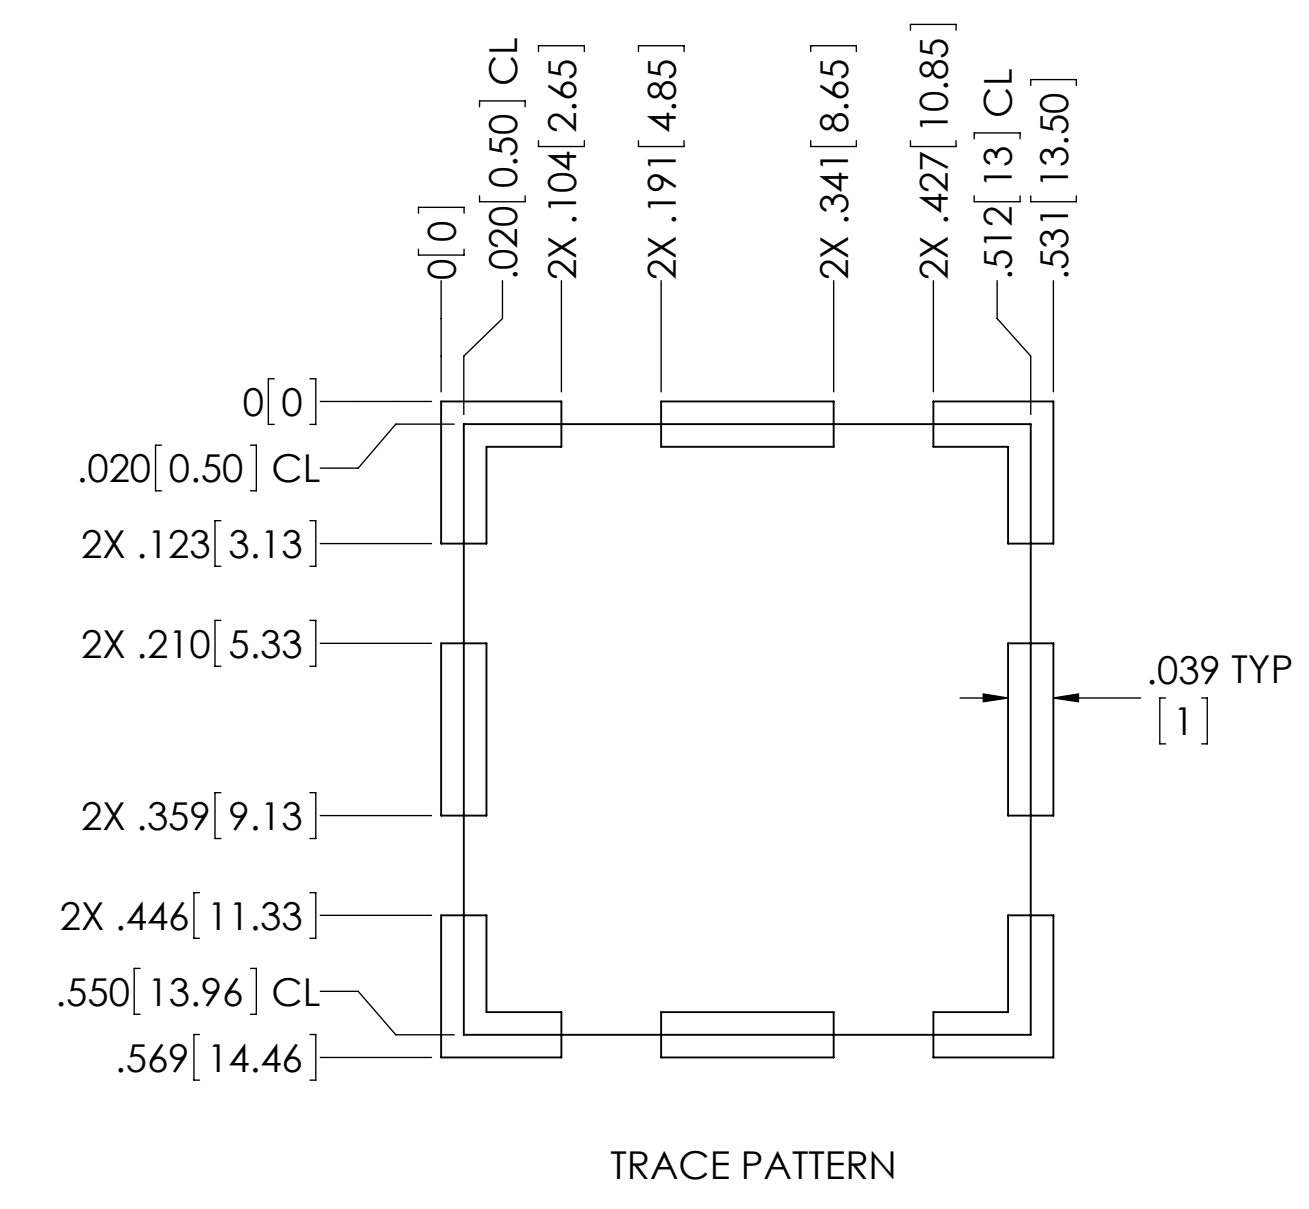 0[0]
.020[0.50] CL
2X .104[2.65]
2X .191[4.85]
2X .341[8.65]
2X .427[10.85]
.512[13] CL
.531[13.50]
0[0]
.020[0.50] CL
2X .123[3.13]
2X .210[5.33]
.039 TYP
[1]
2X .359[9.13]
2X .446[11.33]
.550[13.96] CL
.569[14.46]
TRACE PATTERN